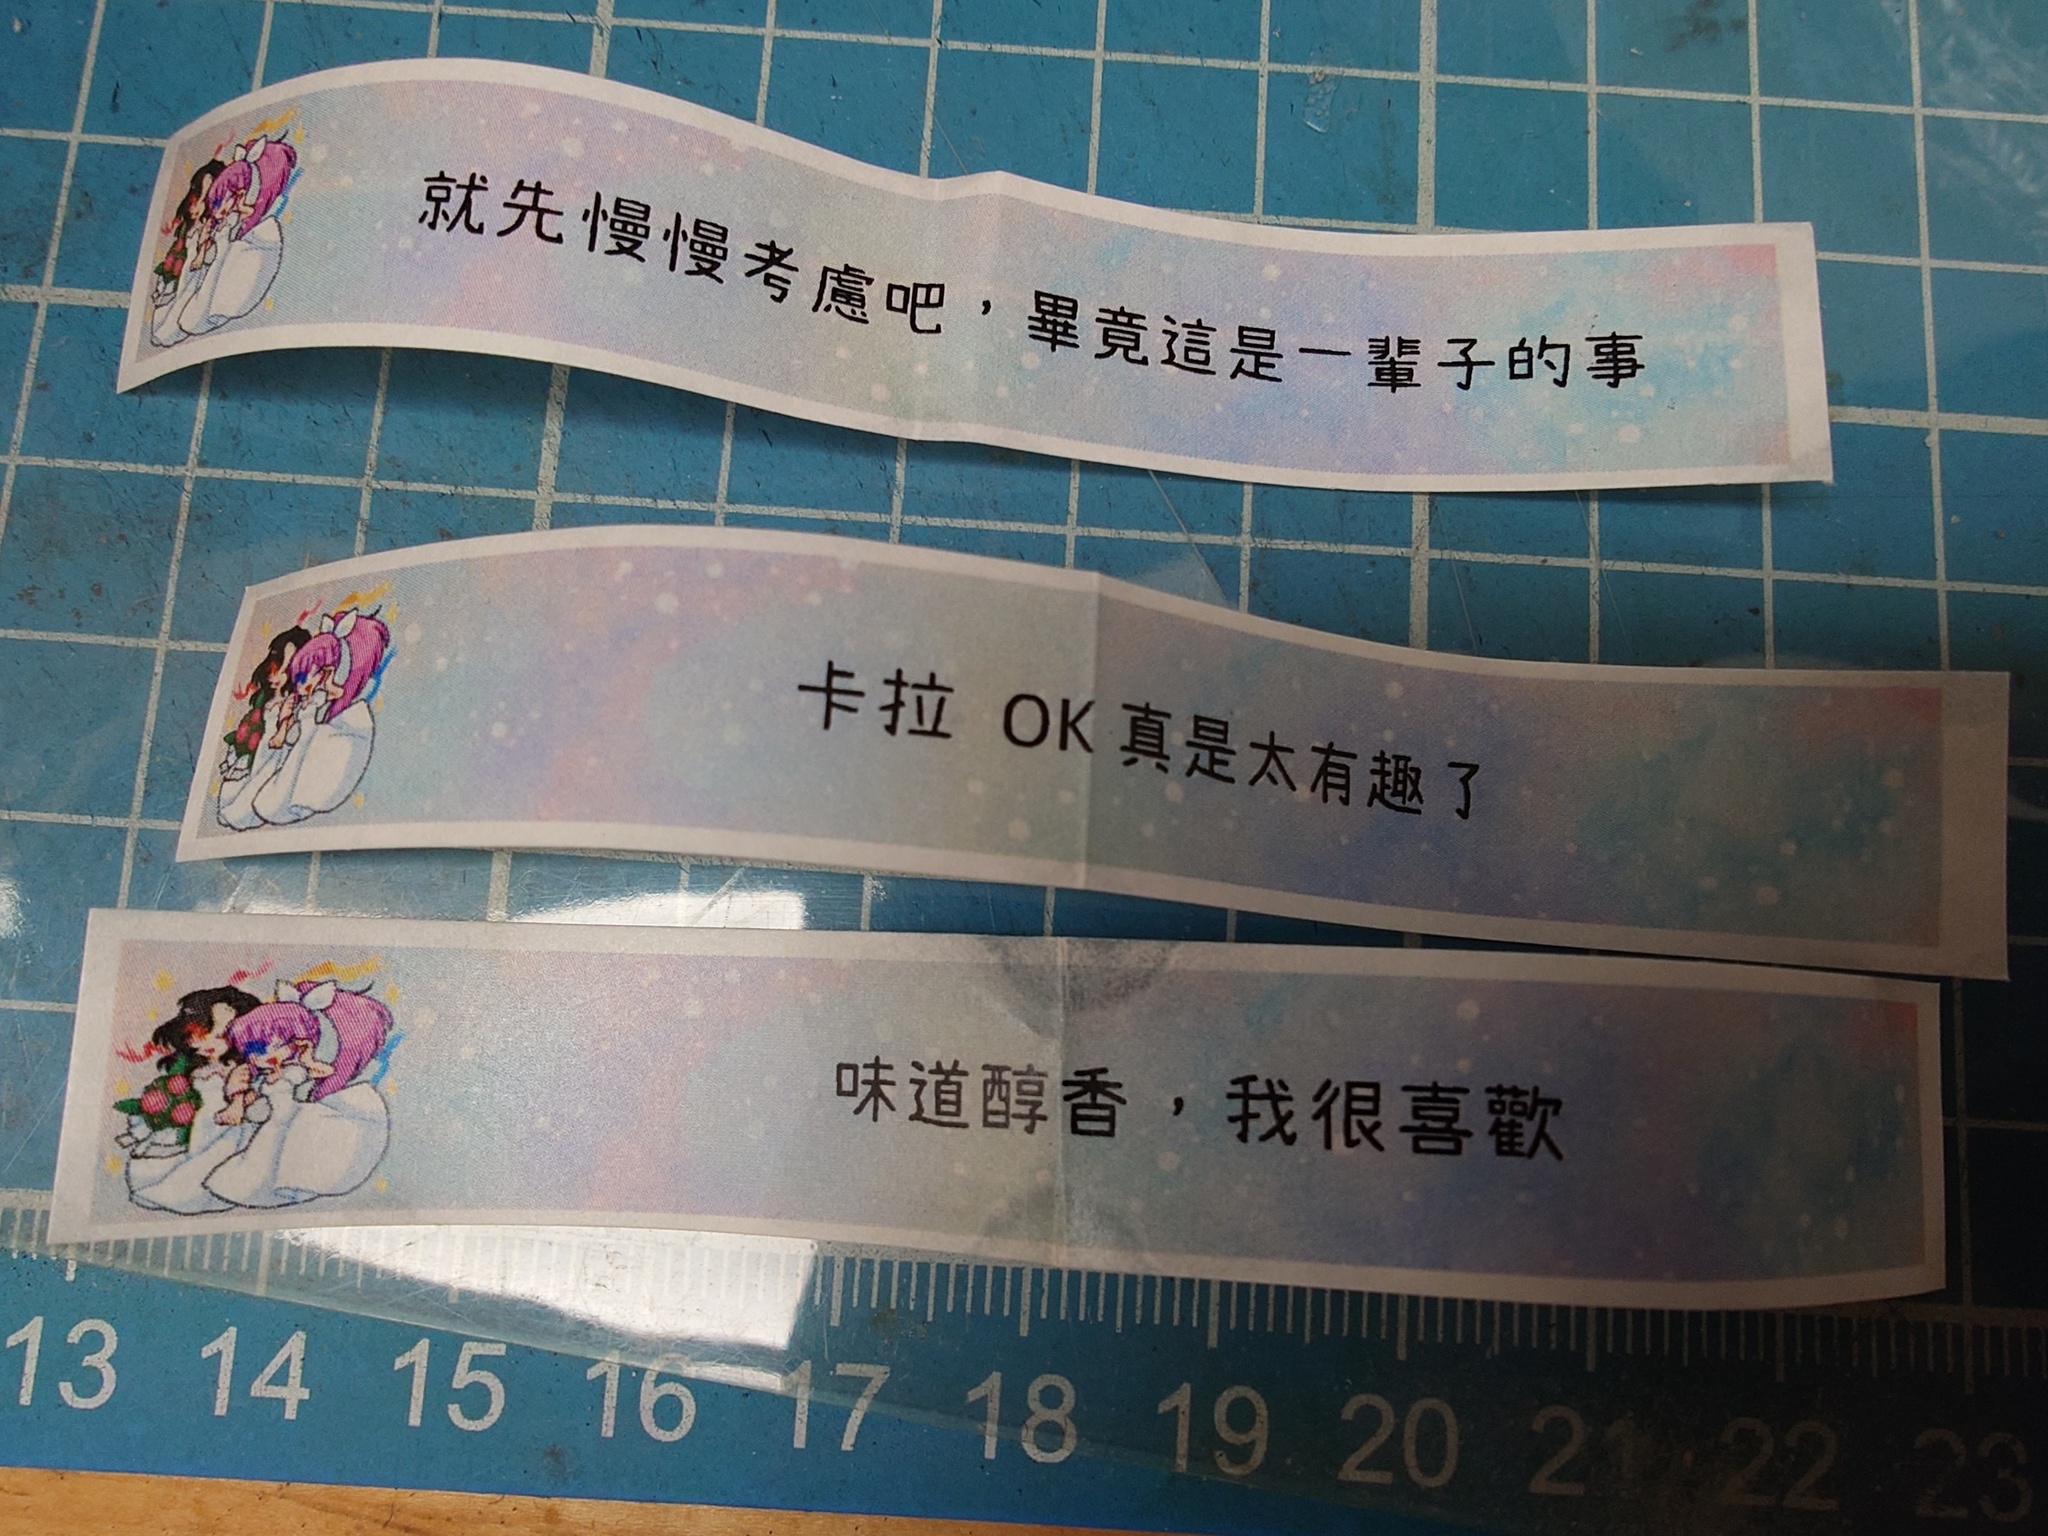 就先慢慢考慮吧，畢竟這是一輩子的事
卡拉 OK 真是太有趣了
味道醇香，我很喜歡
13 14 15 16 17 18 19 20 21 22 23